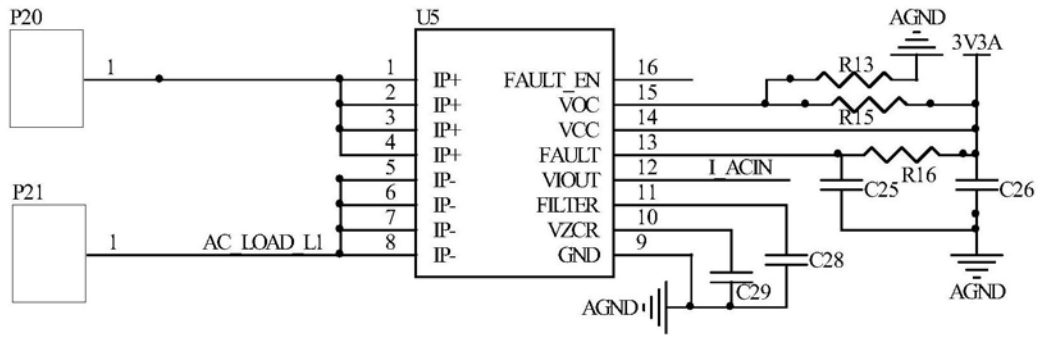 P20
U5
AGND
3V3A
1
1
IP+
FAULT_EN
16
R13
2
IP+
VOC
15
R15
3
IP+
VCC
14
4
IP+
FAULT
13
R16
5
IP-
VIOUT
12
I_ACIN
C25
C26
P21
6
IP-
FILTER
11
7
IP-
VZCR
10
1
AC_LOAD_L1
8
IP-
GND
9
C28
C29
AGND
AGND